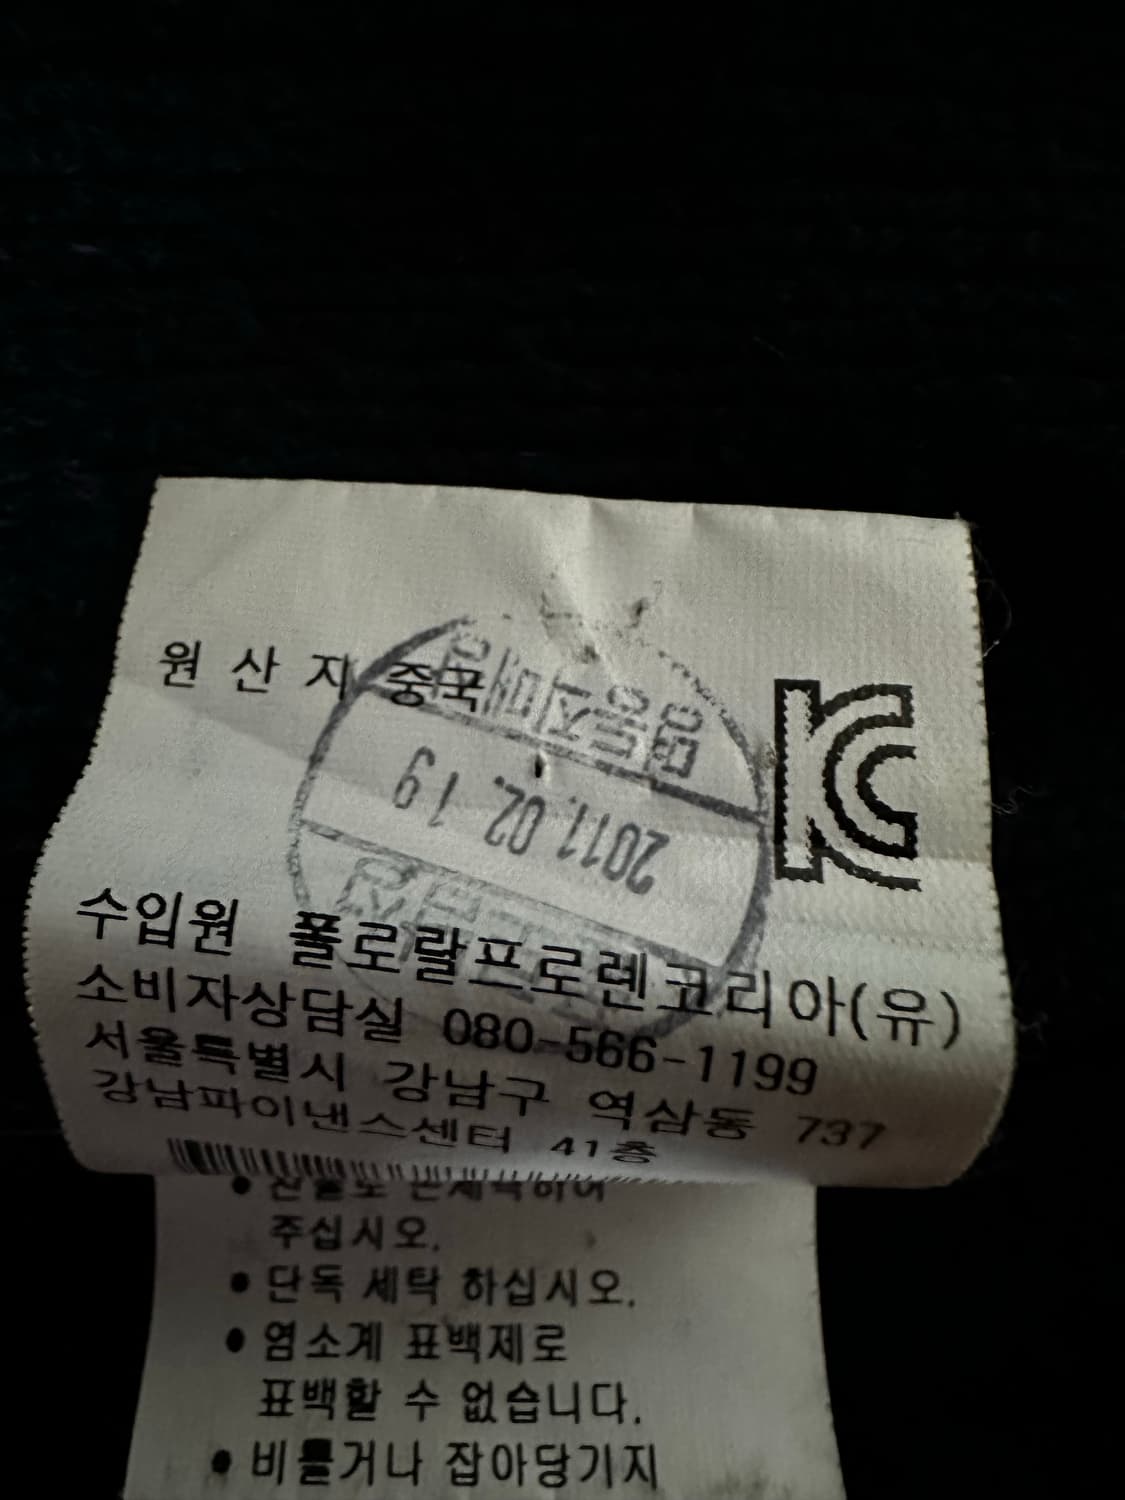 원 산 지 중국
KC
2011. 02. 19
수입원 폴로랄프로렌코리아(유)
소비자상담실 080-566-1199
서울특별시 강남구 역삼동 737
강남파이낸스센터 41층
주십시오.
• 단독 세탁 하십시오.
• 염소계 표백제로
표백할 수 없습니다.
• 비틀거나 잡아당기지